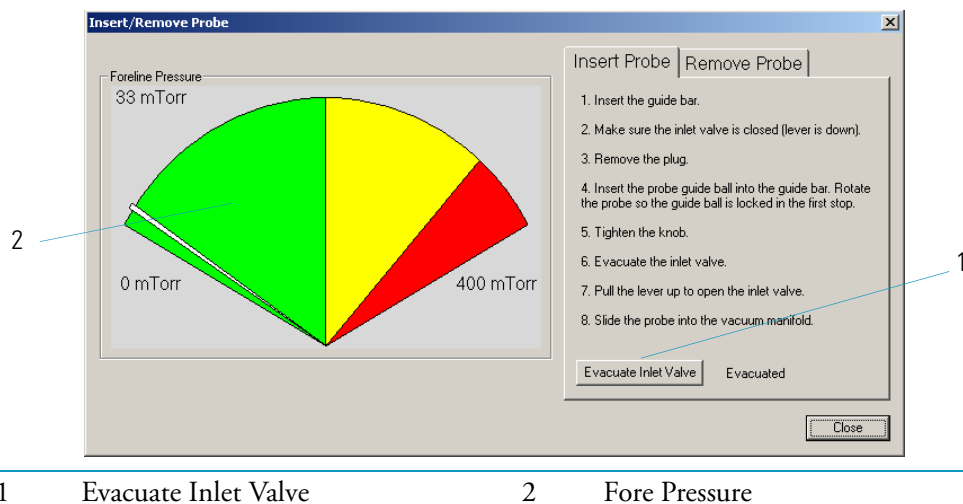 Insert/Remove Probe
Foreline Pressure
33 mTorr
0 mTorr
400 mTorr
Insert Probe
Remove Probe
1. Insert the guide bar.
2. Make sure the inlet valve is closed (lever is down).
3. Remove the plug.
4. Insert the probe guide ball into the guide bar. Rotate
the probe so the guide ball is locked in the first stop.
5. Tighten the knob.
6. Evacuate the inlet valve.
7. Pull the lever up to open the inlet valve.
8. Slide the probe into the vacuum manifold.
Evacuate Inlet Valve
Evacuated
Close
2
1
1 Evacuate Inlet Valve 2 Fore Pressure